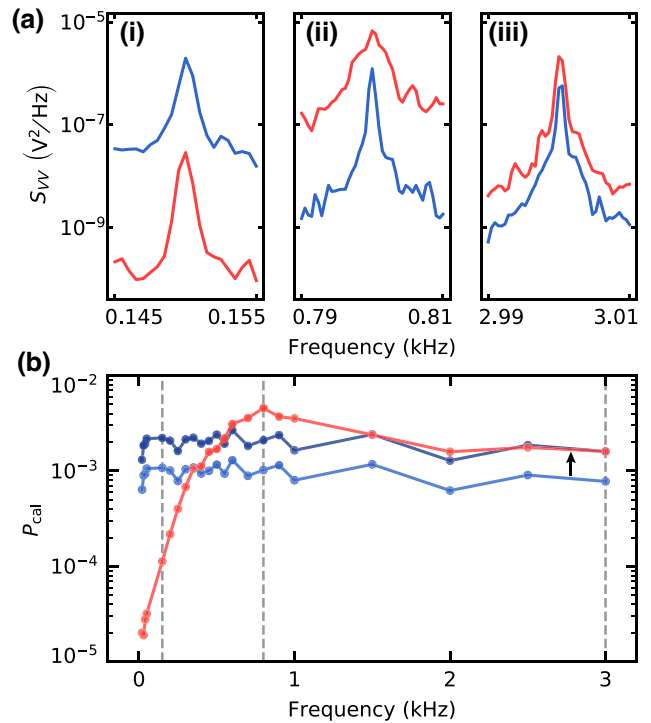 (a)
(i) (ii) (iii)
S_VV (V²/Hz)
10⁻⁵
10⁻⁷
10⁻⁹
0.145 0.155 0.79 0.81 2.99 3.01
Frequency (kHz)
(b)
P_cal
10⁻²
10⁻³
10⁻⁴
10⁻⁵
0 1 2 3
Frequency (kHz)